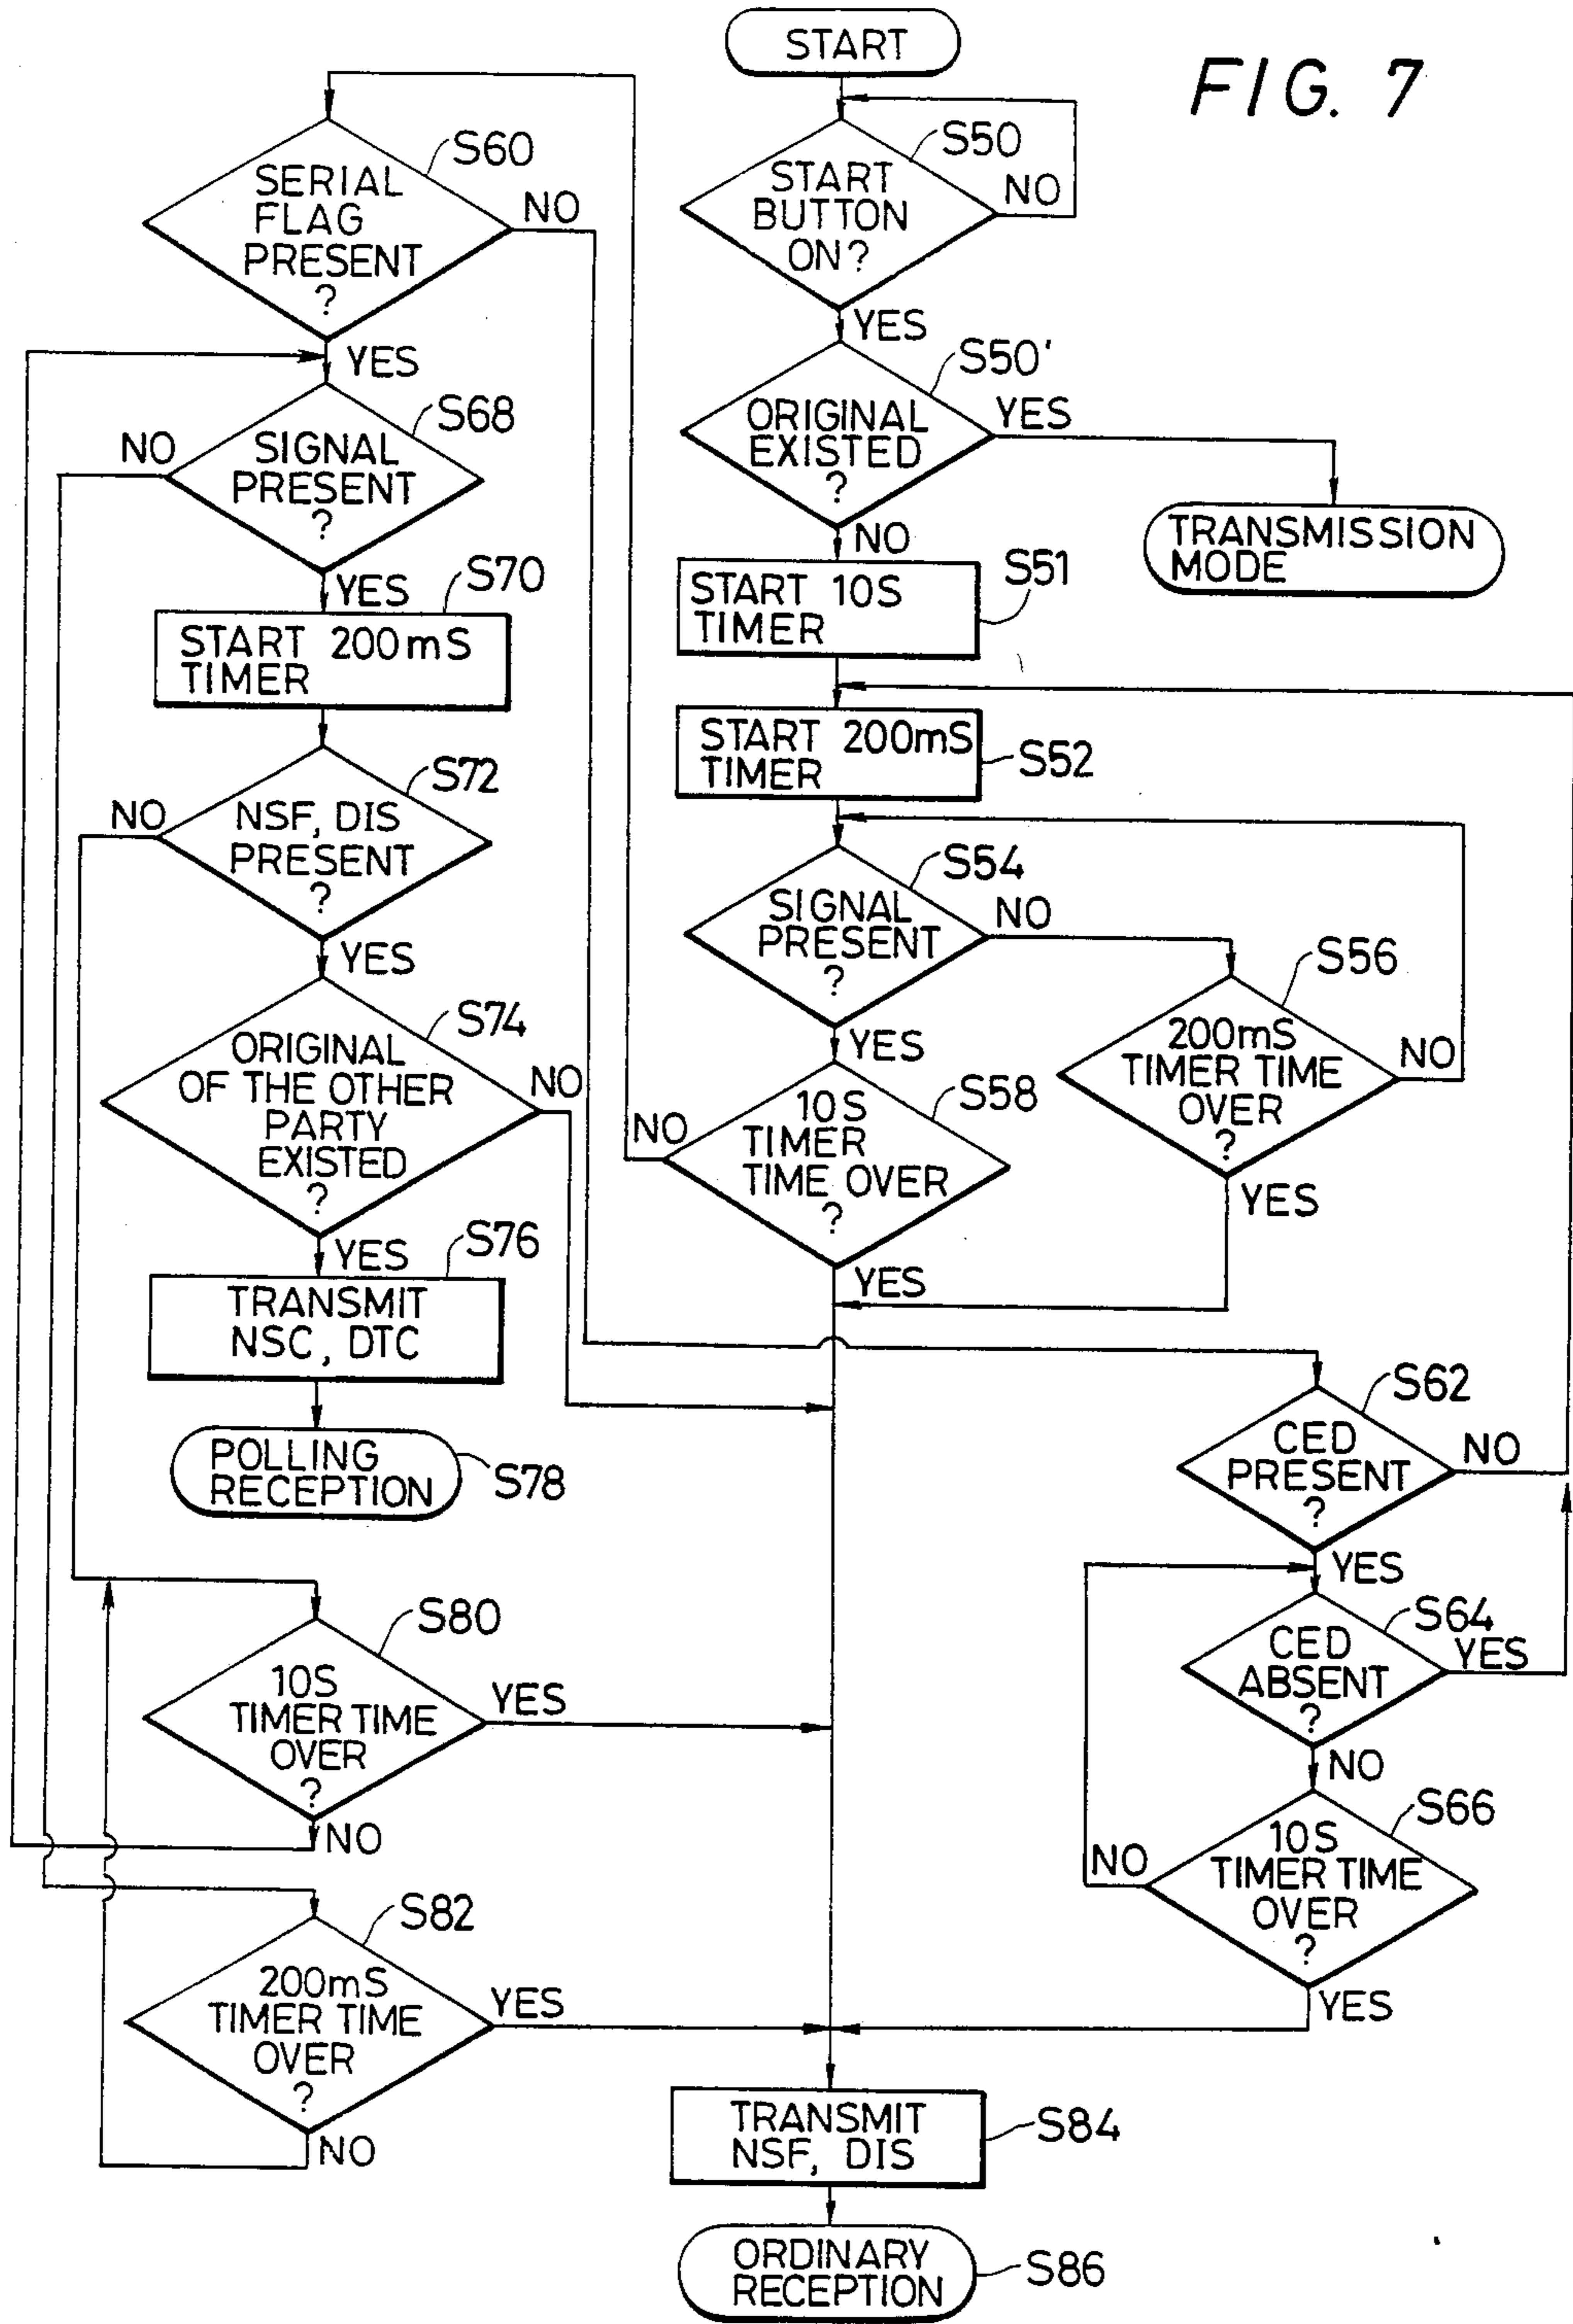 FIG. 7
START
S50
START
BUTTON
ON?
NO
YES
S50'
ORIGINAL
EXISTED
?
YES
TRANSMISSION
MODE
NO
S51
START 10S
TIMER
START 200mS
TIMER
S52
S54
SIGNAL
PRESENT
?
NO
YES
S56
200mS
TIMER TIME
OVER
?
NO
YES
S58
10S
TIMER
TIME OVER
?
NO
YES
S60
SERIAL
FLAG
PRESENT
?
NO
YES
S68
SIGNAL
PRESENT
?
NO
YES
S70
START 200mS
TIMER
S72
NSF, DIS
PRESENT
?
NO
YES
S74
ORIGINAL
OF THE OTHER
PARTY
EXISTED
?
NO
YES
S76
TRANSMIT
NSC, DTC
POLLING
RECEPTION
S78
S62
CED
PRESENT
?
NO
YES
S64
CED
ABSENT
?
YES
NO
S66
10S
TIMER TIME
OVER
?
NO
YES
S80
10S
TIMER TIME
OVER
?
YES
NO
S82
200mS
TIMER TIME
OVER
?
YES
NO
TRANSMIT
NSF, DIS
S84
ORDINARY
RECEPTION
S86